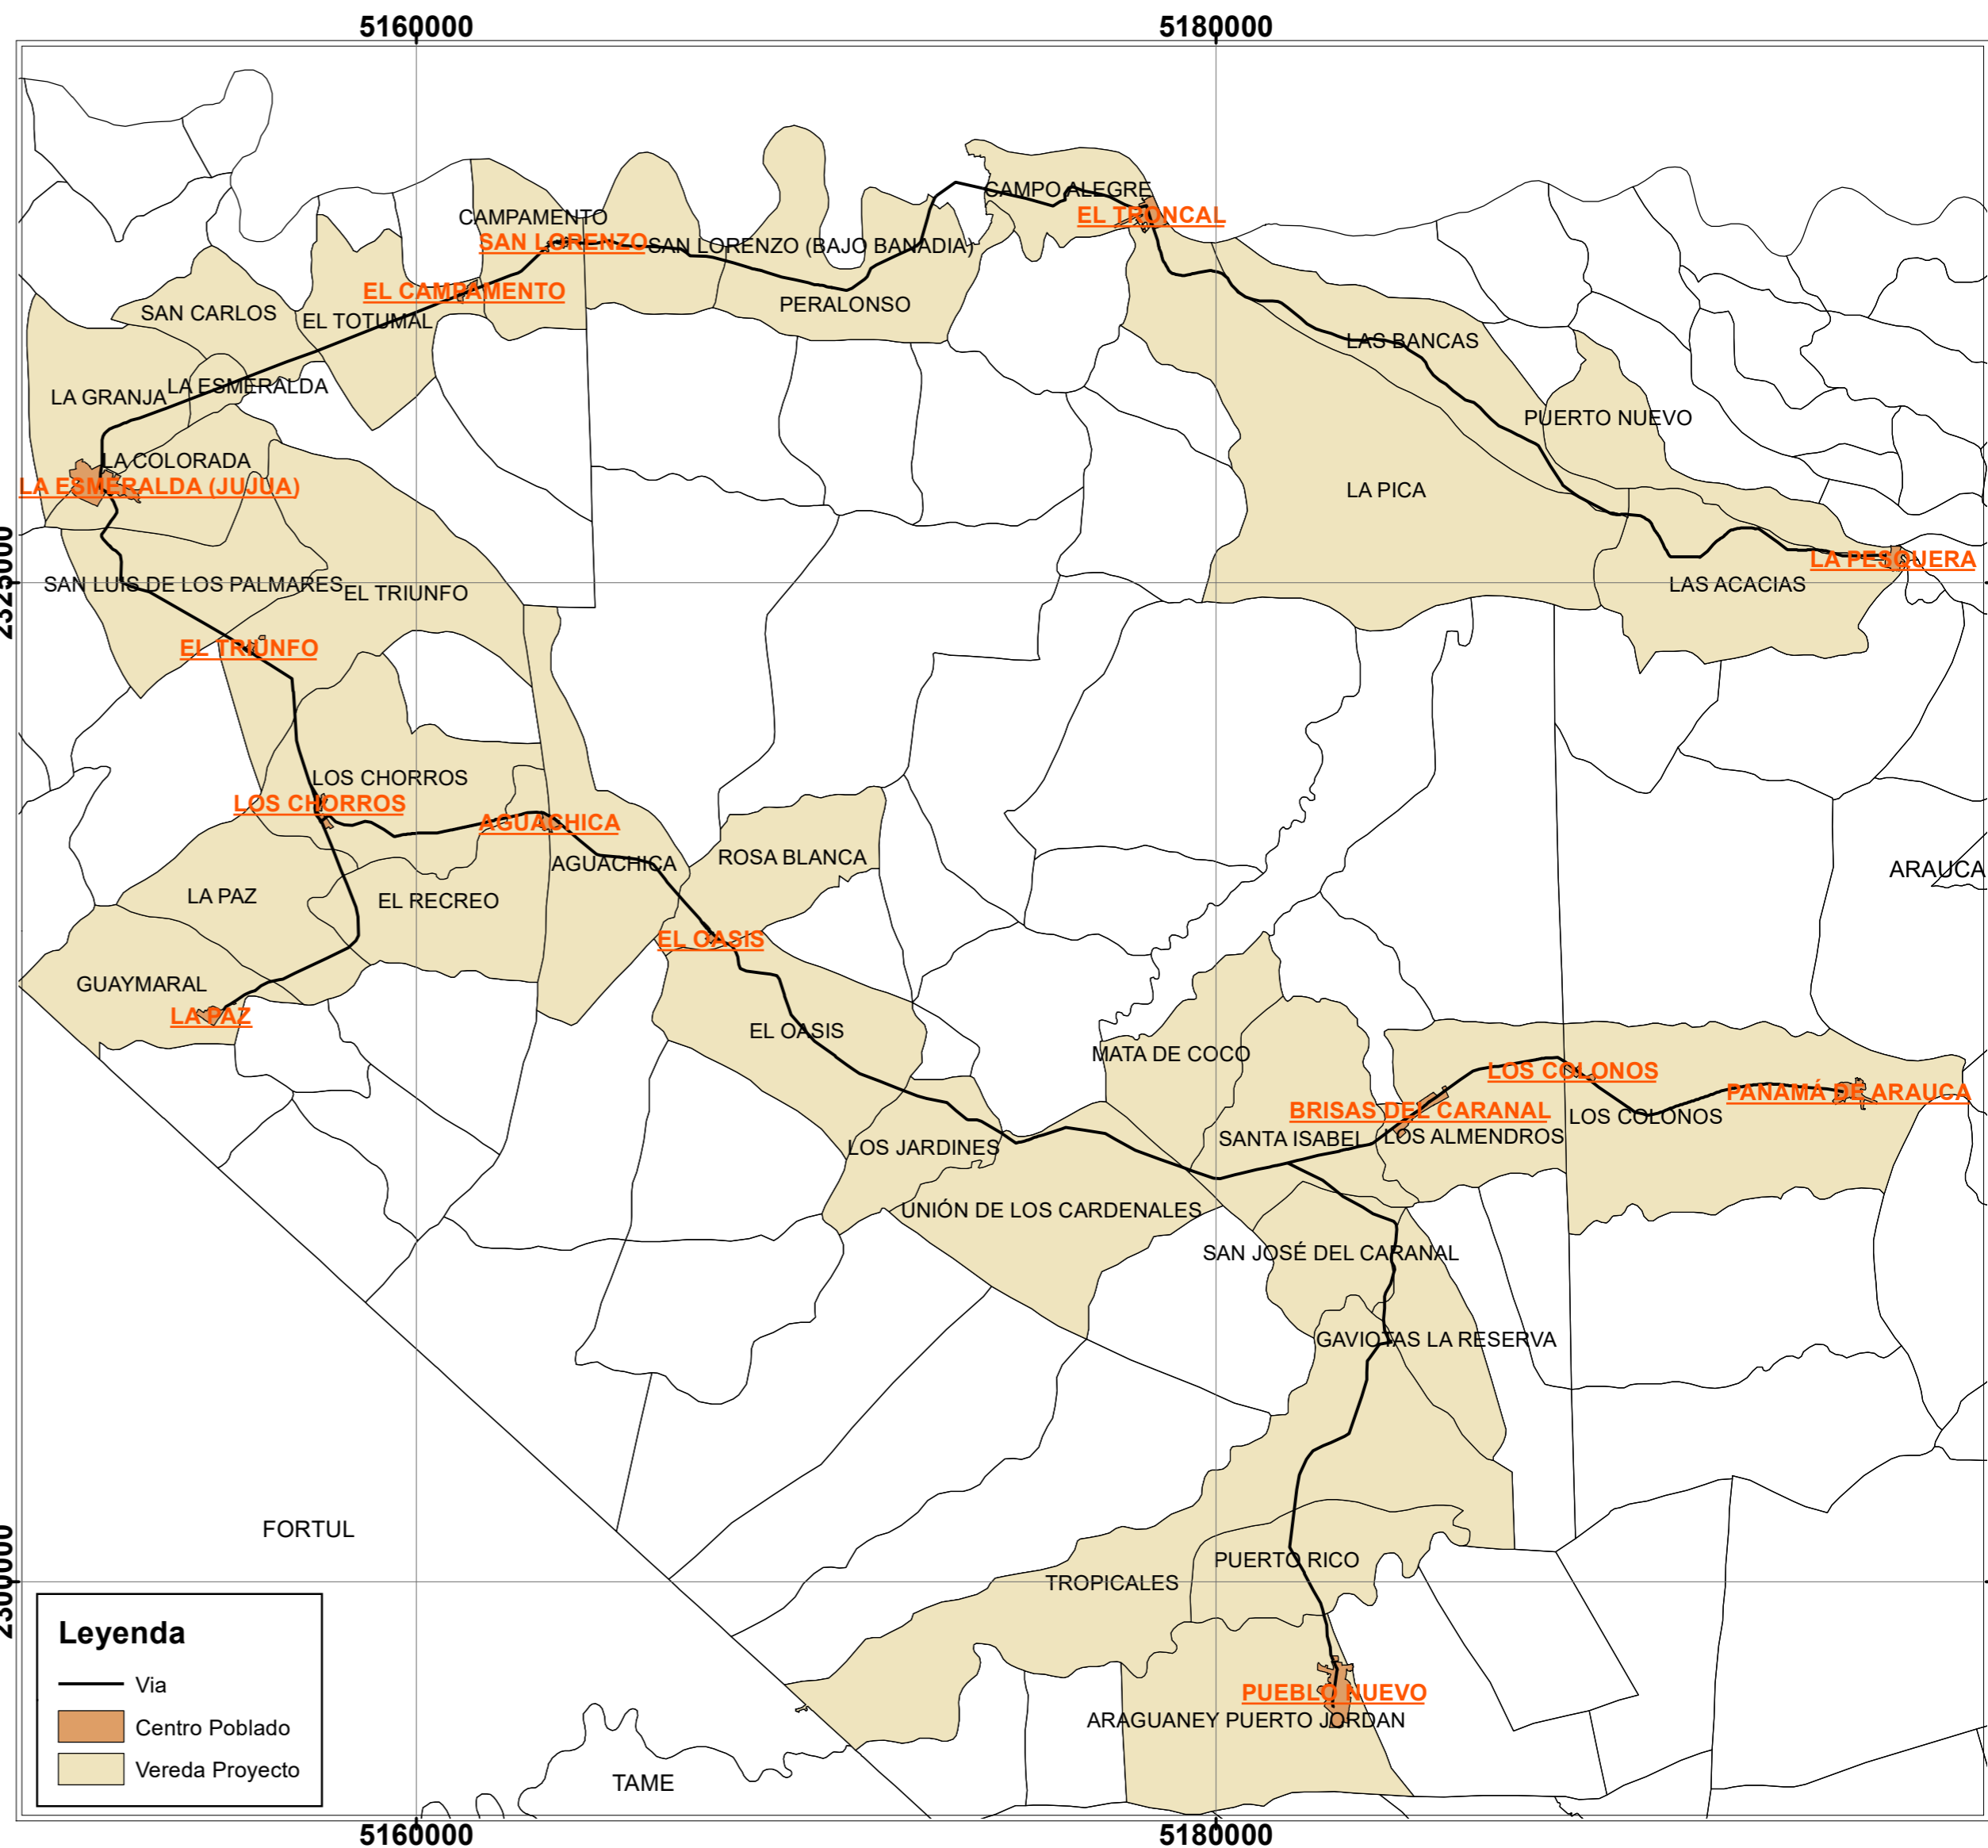 5160000
5180000
CAMPO ALEGRE
EL TRONCAL
CAMPAMENTO
SAN LORENZO
SAN LORENZO (BAJO BANADIA)
EL CAMPAMENTO
PERALONSO
SAN CARLOS
EL TOTUMAL
LAS BANCAS
LA ESMERALDA
LA GRANJA
PUERTO NUEVO
LA COLORADA
LA ESMERALDA (JUJUA)
LA PICA
LA PESQUERA
2325000
SAN LUIS DE LOS PALMARES
EL TRIUNFO
LAS ACACIAS
EL TRIUNFO
LOS CHORROS
LOS CHORROS
AGUACHICA
AGUACHICA
ROSA BLANCA
ARAUCA
LA PAZ
EL RECREO
EL OASIS
GUAYMARAL
LA PAZ
EL OASIS
MATA DE COCO
LOS COLONOS
PANAMÁ DE ARAUCA
BRISAS DEL CARANAL
LOS COLONOS
SANTA ISABEL
LOS ALMENDROS
LOS JARDINES
UNIÓN DE LOS CARDENALES
SAN JOSÉ DEL CARANAL
GAVIOTAS LA RESERVA
FORTUL
PUERTO RICO
TROPICALES
2300000
PUEBLO NUEVO
ARAGUANEY PUERTO JORDAN
TAME
Leyenda
Via
Centro Poblado
Vereda Proyecto
5160000
5180000